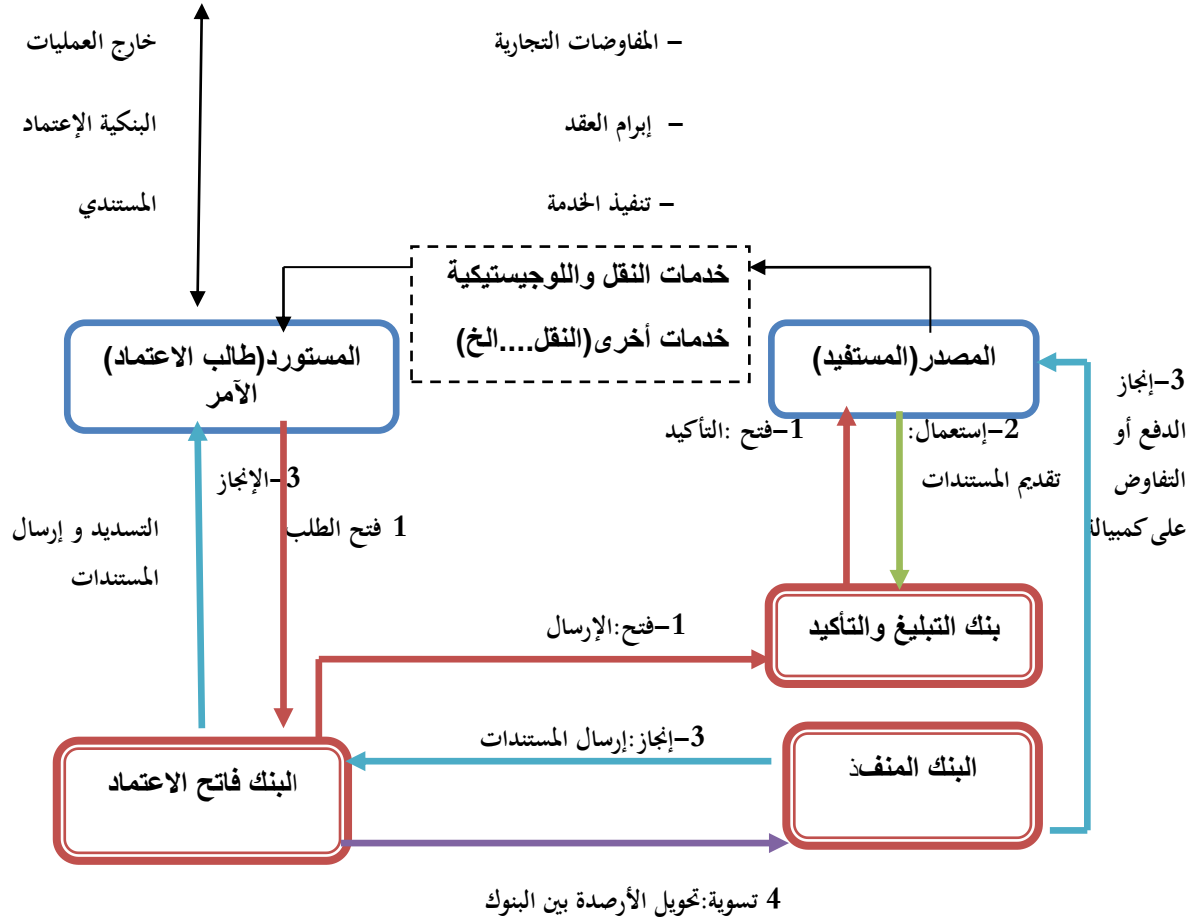 خارج العمليات
البنكية الإعتماد
المستندي
– المفاوضات التجارية
– إبرام العقد
– تنفيذ الخدمة
خدمات النقل واللوجيستيكية
خدمات أخرى(النقل....الخ)
المصدر(المستفيد)
المستورد(طالب الاعتماد)
الآمر
3–إنجاز
الدفع أو
التفاوض
على كمبيالة
2–إستعمال:
تقديم المستندات
1–فتح :التأكيد
3–الإنجاز
1 فتح الطلب
التسديد و إرسال
المستندات
بنك التبليغ والتأكيد
1–فتح:الإرسال
3–إنجاز:إرسال المستندات
البنك المنفذ
البنك فاتح الاعتماد
4 تسوية:تحويل الأرصدة بين البنوك